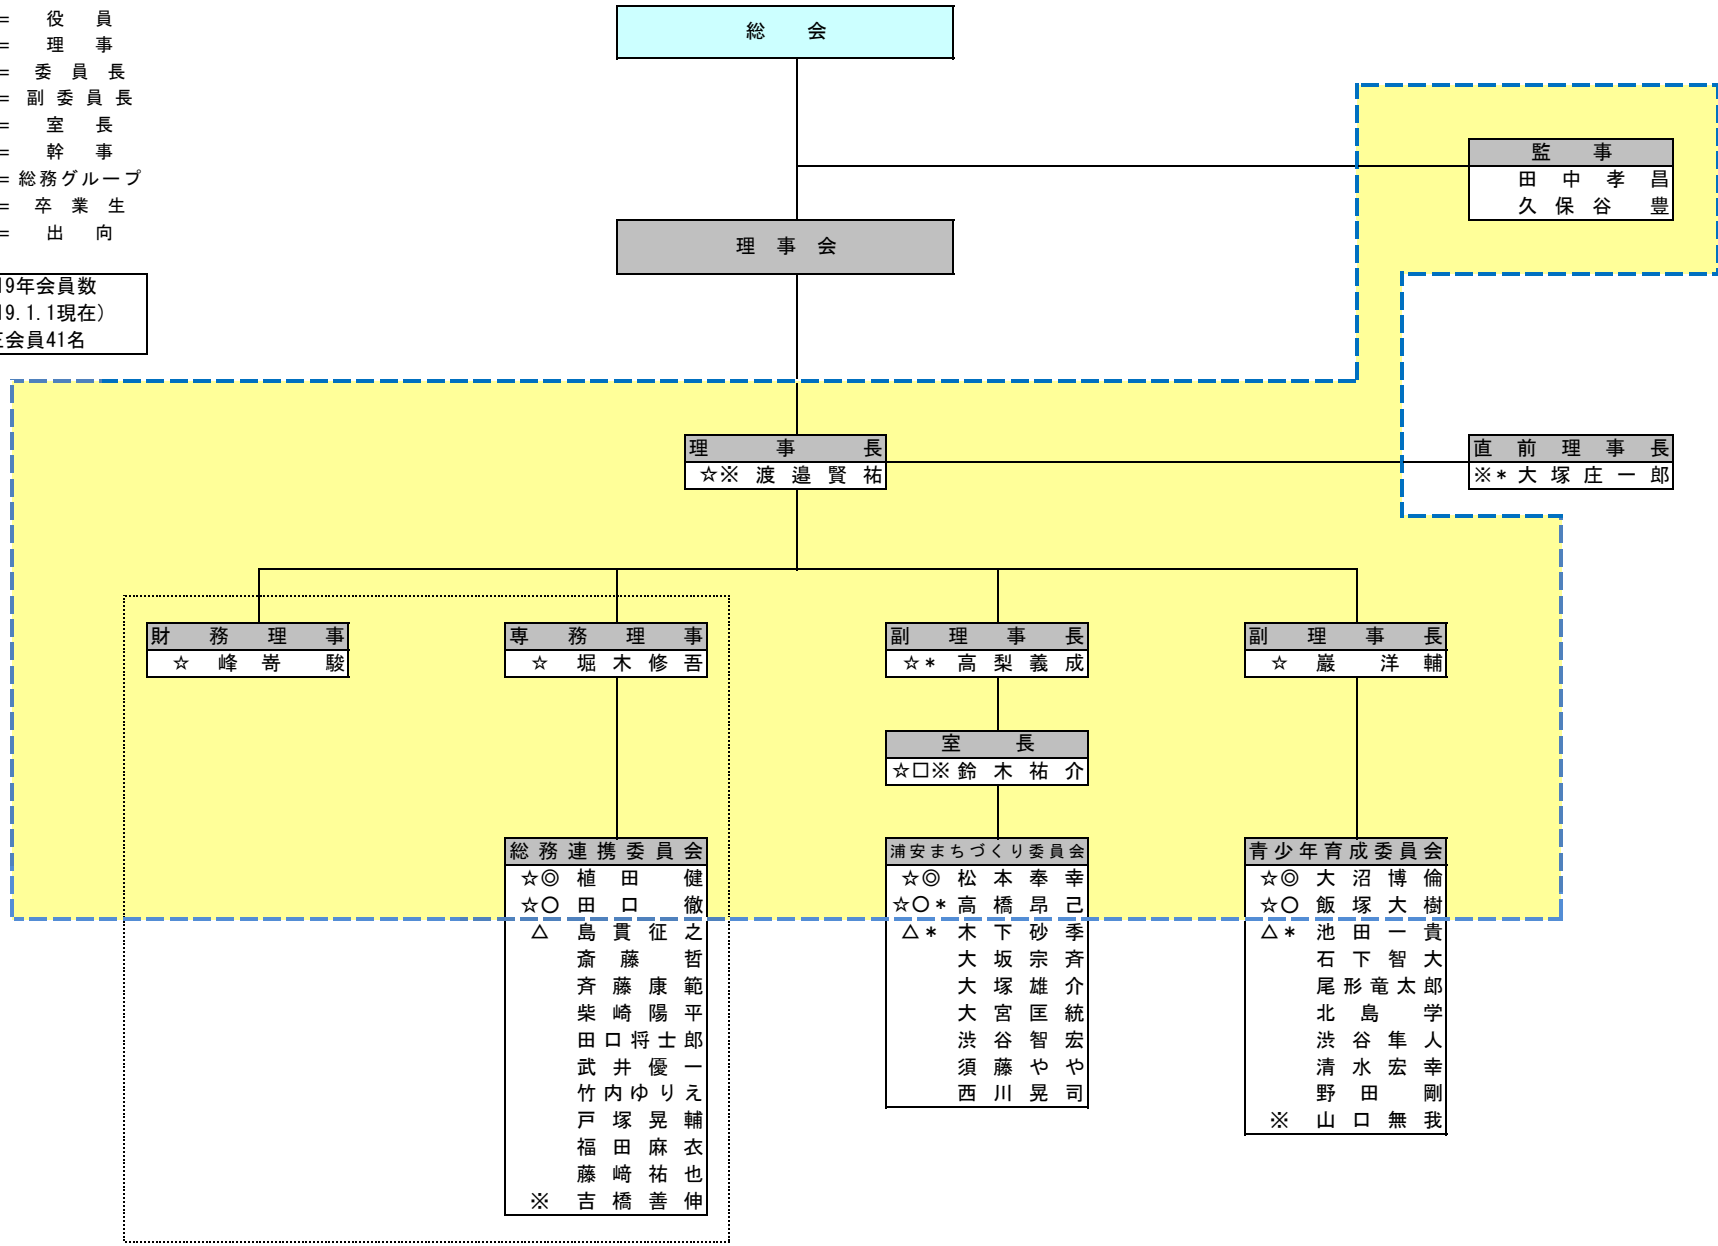 = 役員
= 理事
= 委員長
= 副委員長
= 室長
= 幹事
= 総務グループ
= 卒業生
= 出向
19年会員数
19.1.1現在）
会員41名
総会
監事
田中孝昌
久保谷豊
理事会
理事長
☆※ 渡邉賢祐
直前理事長
※* 大塚庄一郎
財務理事
☆ 峰嵜駿
専務理事
☆ 堀木修吾
副理事長
☆* 高梨義成
副理事長
☆ 巌洋輔
室長
☆□※ 鈴木祐介
総務連携委員会
☆◎ 植田健
☆○ 田口徹
△ 島貫征之
斎藤哲
斉藤康範
柴崎陽平
田口将士郎
武井優一
竹内ゆりえ
戸塚晃輔
福田麻衣
藤﨑祐也
※ 吉橋善伸
浦安まちづくり委員会
☆◎ 松本奉幸
☆○* 高橋昂己
△* 木下砂季
大坂宗斉
大塚雄介
大宮匡統
渋谷智宏
須藤やや
西川晃司
青少年育成委員会
☆◎ 大沼博倫
☆○ 飯塚大樹
△* 池田一貴
石下智大
尾形竜太郎
北島学
渋谷隼人
清水宏幸
野田剛
※ 山口無我